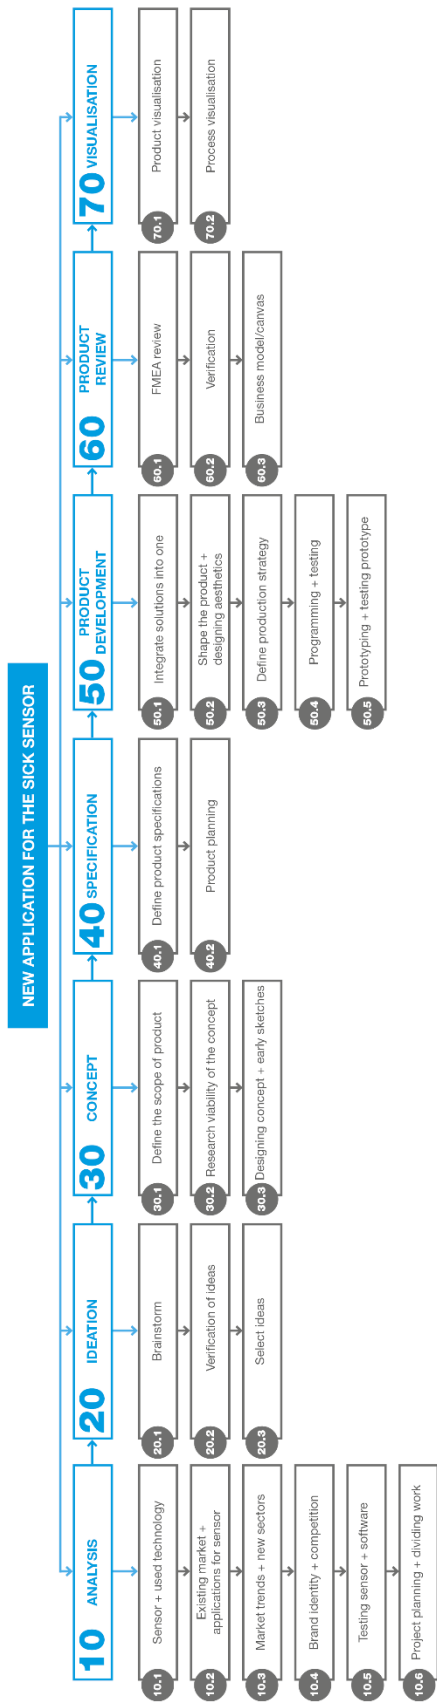 NEW APPLICATION FOR THE SICK SENSOR
10 ANALYSIS
10.1 Sensor + used technology
10.2 Existing market +
applications for sensor
10.3 Market trends + new sectors
10.4 Brand identity + competition
10.5 Testing sensor + software
10.6 Project planning + dividing work
20 IDEATION
20.1 Brainstorm
20.2 Verification of ideas
20.3 Select ideas
30 CONCEPT
30.1 Define the scope of product
30.2 Research viability of the concept
30.3 Designing concept + early sketches
40 SPECIFICATION
40.1 Define product specifications
40.2 Product planning
50 PRODUCT
DEVELOPMENT
50.1 Integrate solutions into one
50.2 Shape the product +
designing aesthetics
50.3 Define production strategy
50.4 Programming + testing
50.5 Prototyping + testing prototype
60 PRODUCT
REVIEW
60.1 FMEA review
60.2 Verification
60.3 Business model/canvas
70 VISUALISATION
70.1 Product visualisation
70.2 Process visualisation